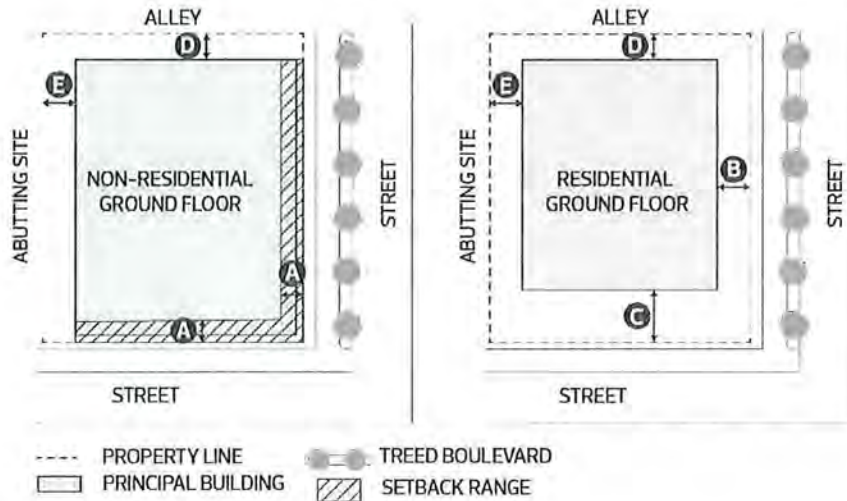 ALLEY
D
E
ABUTTING SITE
NON-RESIDENTIAL
GROUND FLOOR
A
A
STREET
STREET
ALLEY
D
E
ABUTTING SITE
RESIDENTIAL
GROUND FLOOR
B
C
STREET
STREET
PROPERTY LINE
TREED BOULEVARD
PRINCIPAL BUILDING
SETBACK RANGE